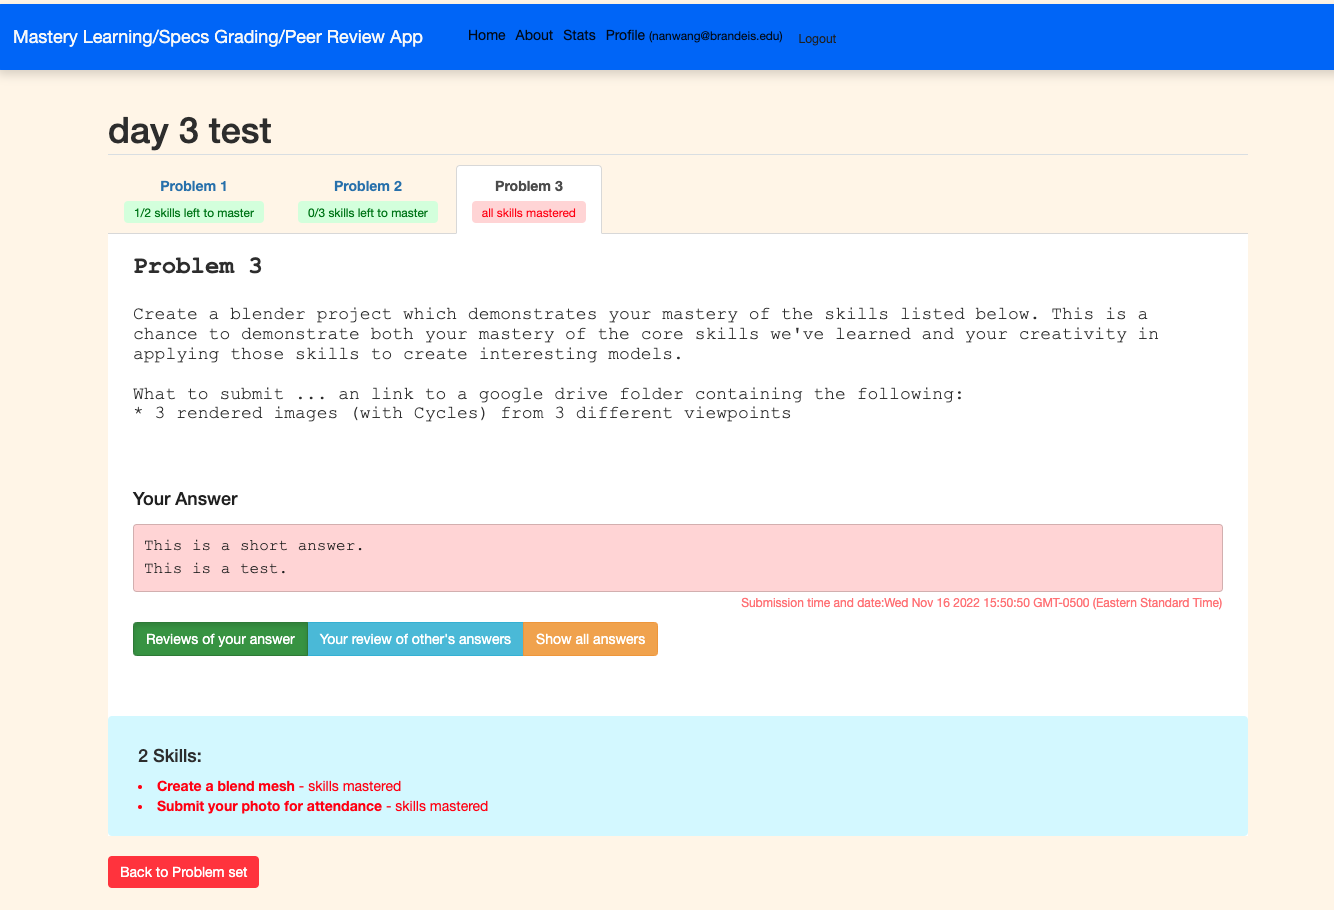 Mastery Learning/Specs Grading/Peer Review App Home About Stats Profile (nanwang@brandeis.edu) Logout
day 3 test
Problem 1 Problem 2 Problem 3
1/2 skills left to master 0/3 skills left to master all skills mastered
Problem 3
Create a blender project which demonstrates your mastery of the skills listed below. This is a
chance to demonstrate both your mastery of the core skills we've learned and your creativity in
applying those skills to create interesting models.
What to submit ... an link to a google drive folder containing the following:
* 3 rendered images (with Cycles) from 3 different viewpoints
Your Answer
This is a short answer.
This is a test.
Submission time and date:Wed Nov 16 2022 15:50:50 GMT-0500 (Eastern Standard Time)
Reviews of your answer Your review of other's answers Show all answers
2 Skills:
• Create a blend mesh - skills mastered
• Submit your photo for attendance - skills mastered
Back to Problem set